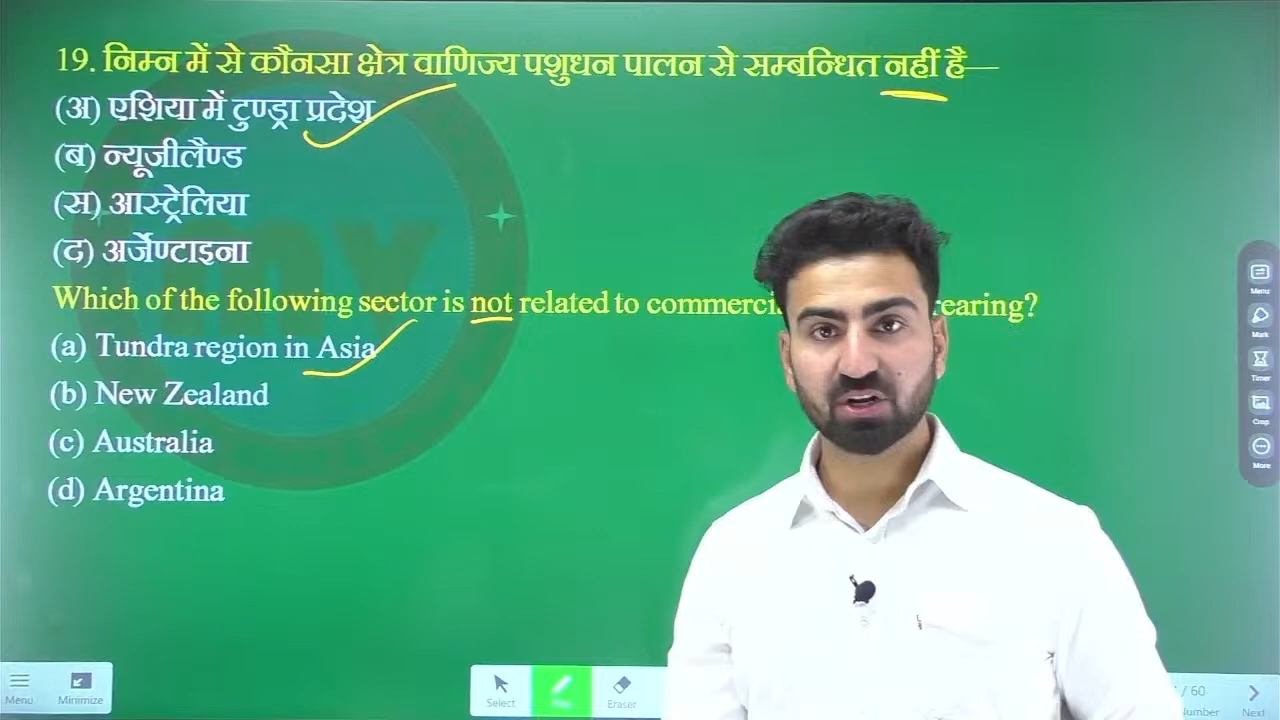 19. निम्न में से कौनसा क्षेत्र वाणिज्य पशुधन पालन से सम्बन्धित नहीं है—
(अ) एशिया में टुण्ड्रा प्रदेश
(ब) न्यूजीलैण्ड
(स) आस्ट्रेलिया
(द) अर्जेण्टाइना
Which of the following sector is not related to commerci earing?
(a) Tundra region in Asia
(b) New Zealand
(c) Australia
(d) Argentina
Menu
Mark
Timer
Crop
More
Menu Minimize Select Eraser / 60 Next